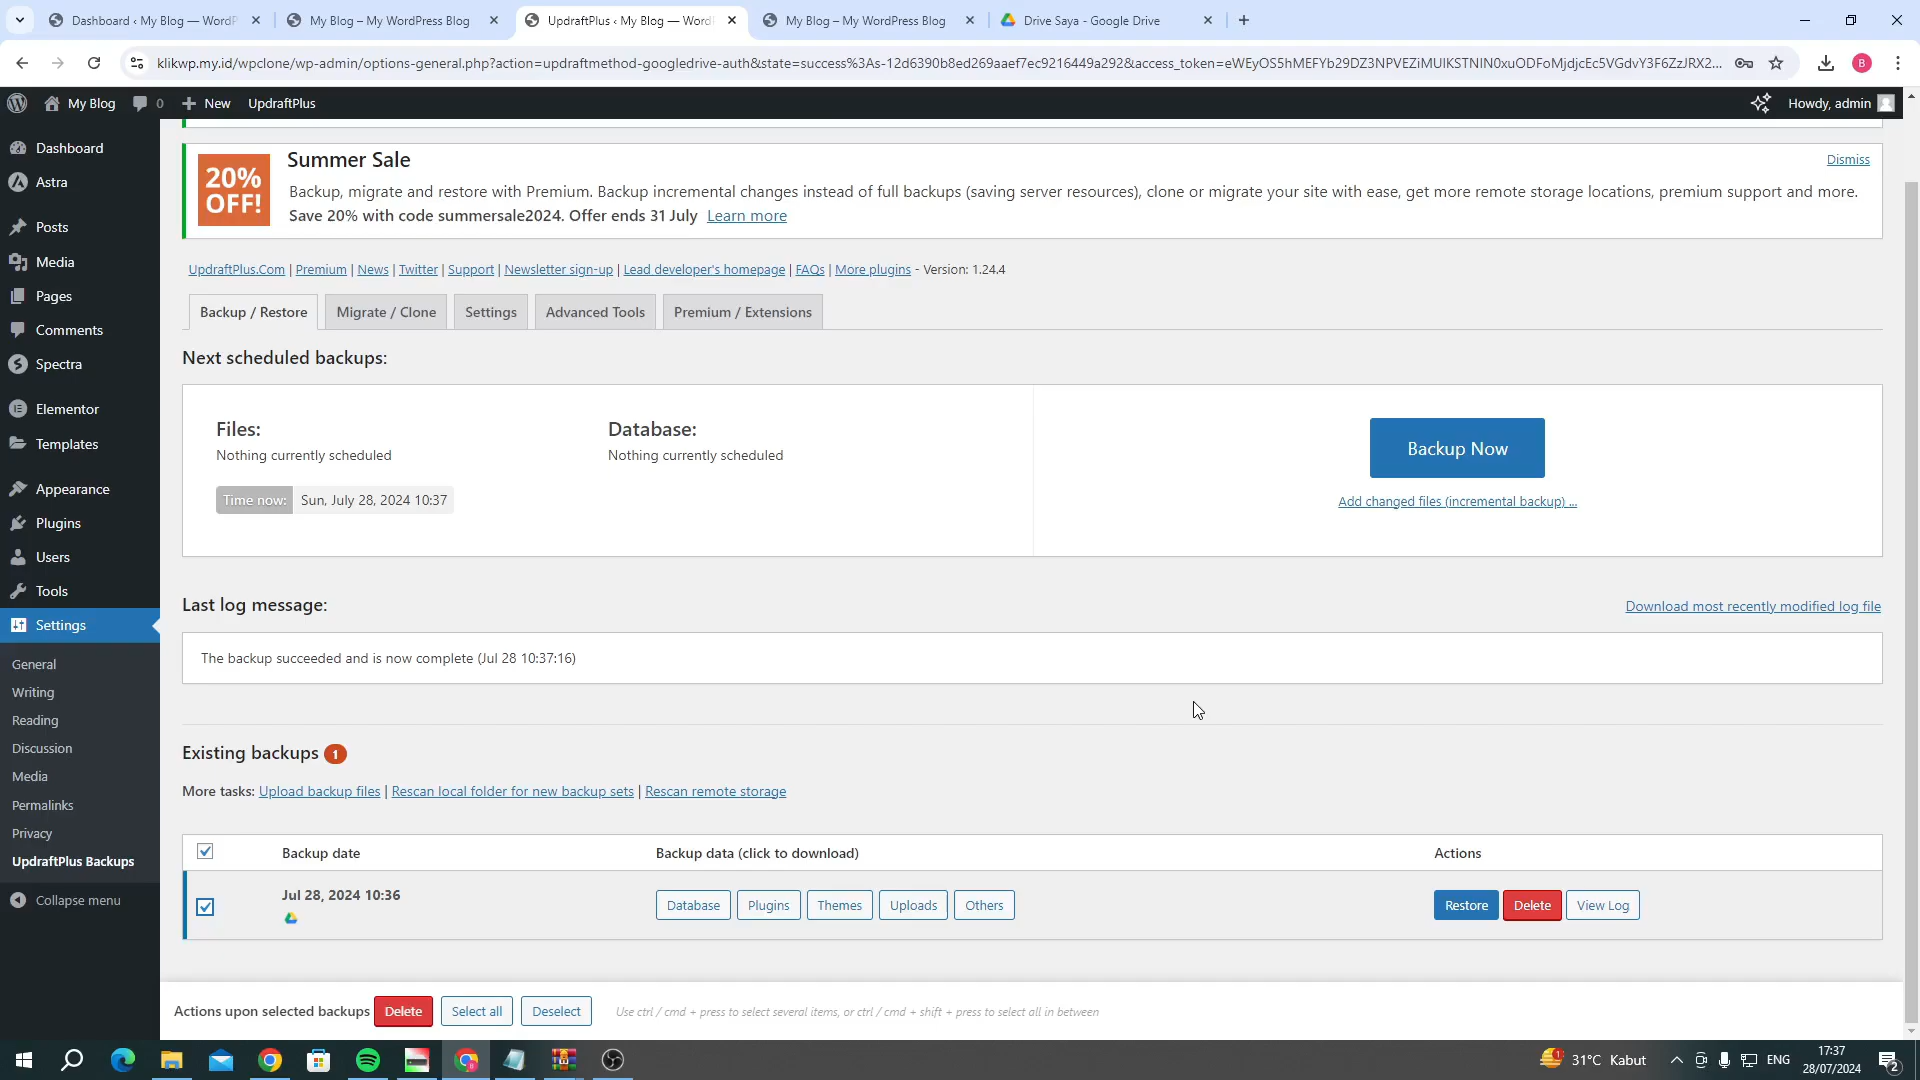 Dashboard ‹ My Blog — WordP
My Blog – My WordPress Blog
UpdraftPlus ‹ My Blog — Word
My Blog – My WordPress Blog
Drive Saya - Google Drive
klikwp.my.id/wpclone/wp-admin/options-general.php?action=updraftmethod-googledrive-auth&state=success%3As-12d6390b8ed269aaef7ec9216449a292&access_token=eWEyOS5hMEFYb29DZ3NPVEZiMUlKSTNIN0xuODFoMjdjcEc5VGdvY3F6ZzJRX2...
B
My Blog
0
New
UpdraftPlus
Howdy, admin
Dashboard
Astra
Posts
Media
Pages
Comments
Spectra
Elementor
Templates
Appearance
Plugins
Users
Tools
Settings
General
Writing
Reading
Discussion
Media
Permalinks
Privacy
UpdraftPlus Backups
Collapse menu
20%
OFF!
Summer Sale
Dismiss
Backup, migrate and restore with Premium. Backup incremental changes instead of full backups (saving server resources), clone or migrate your site with ease, get more remote storage locations, premium support and more.
Save 20% with code summersale2024. Offer ends 31 July Learn more
UpdraftPlus.Com | Premium | News | Twitter | Support | Newsletter sign-up | Lead developer's homepage | FAQs | More plugins - Version: 1.24.4
Backup / Restore
Migrate / Clone
Settings
Advanced Tools
Premium / Extensions
Next scheduled backups:
Files:
Nothing currently scheduled
Database:
Nothing currently scheduled
Time now: Sun, July 28, 2024 10:37
Backup Now
Add changed files (incremental backup) ...
Last log message:
Download most recently modified log file
The backup succeeded and is now complete (Jul 28 10:37:16)
Existing backups 1
More tasks: Upload backup files | Rescan local folder for new backup sets | Rescan remote storage
Backup date
Backup data (click to download)
Actions
Jul 28, 2024 10:36
Database
Plugins
Themes
Uploads
Others
Restore
Delete
View Log
Actions upon selected backups
Delete
Select all
Deselect
Use ctrl / cmd + press to select several items, or ctrl / cmd + shift + press to select all in between
1
31°C Kabut
ENG
17:37
28/07/2024
2